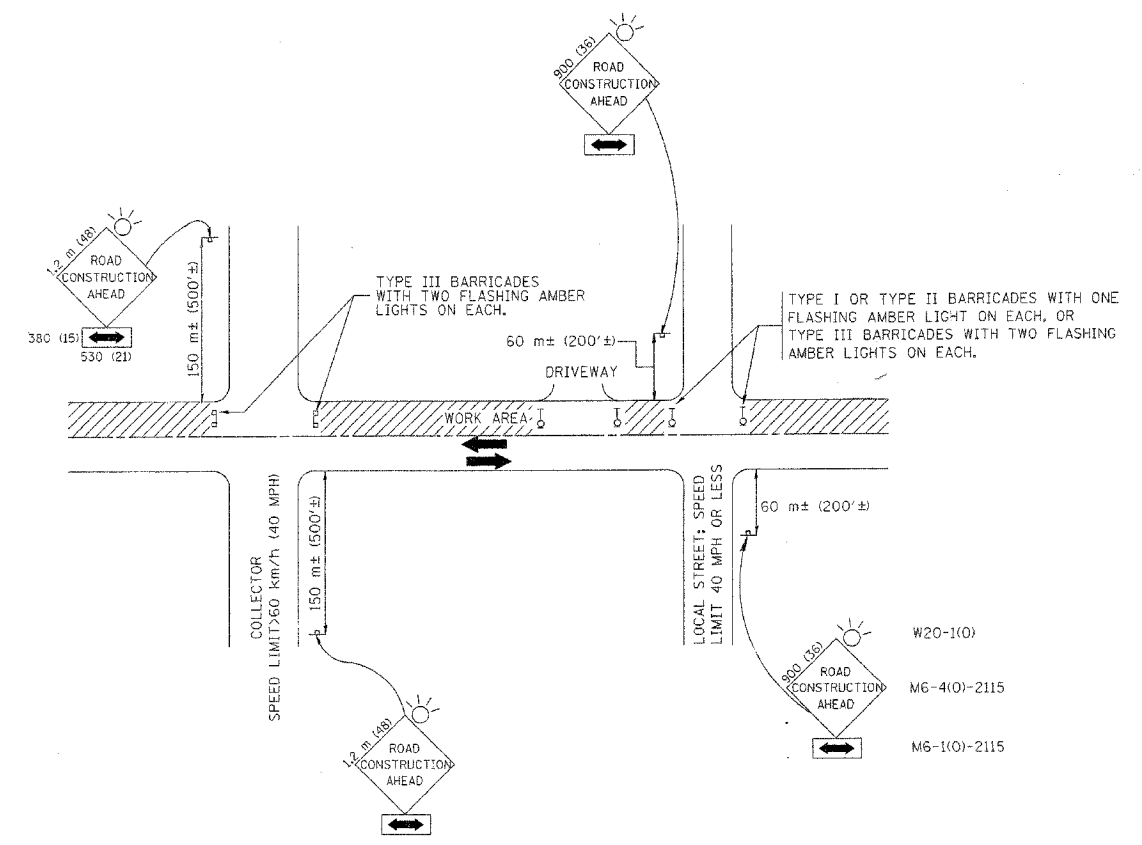 900 (36)
ROAD
CONSTRUCTION
AHEAD
1.2 m (48)
ROAD
CONSTRUCTION
AHEAD
380 (15)
530 (21)
150 m± (500'±)
TYPE III BARRICADES
WITH TWO FLASHING AMBER
LIGHTS ON EACH.
60 m± (200'±)
DRIVEWAY
TYPE I OR TYPE II BARRICADES WITH ONE
FLASHING AMBER LIGHT ON EACH, OR
TYPE III BARRICADES WITH TWO FLASHING
AMBER LIGHTS ON EACH.
WORK AREA
COLLECTOR
SPEED LIMIT>60 km/h (40 MPH)
150 m± (500'±)
LOCAL STREET; SPEED
LIMIT 40 MPH OR LESS
60 m± (200'±)
1.2 m (48)
ROAD
CONSTRUCTION
AHEAD
900 (36)
ROAD
CONSTRUCTION
AHEAD
W20-1(O)
M6-4(O)-2115
M6-1(O)-2115